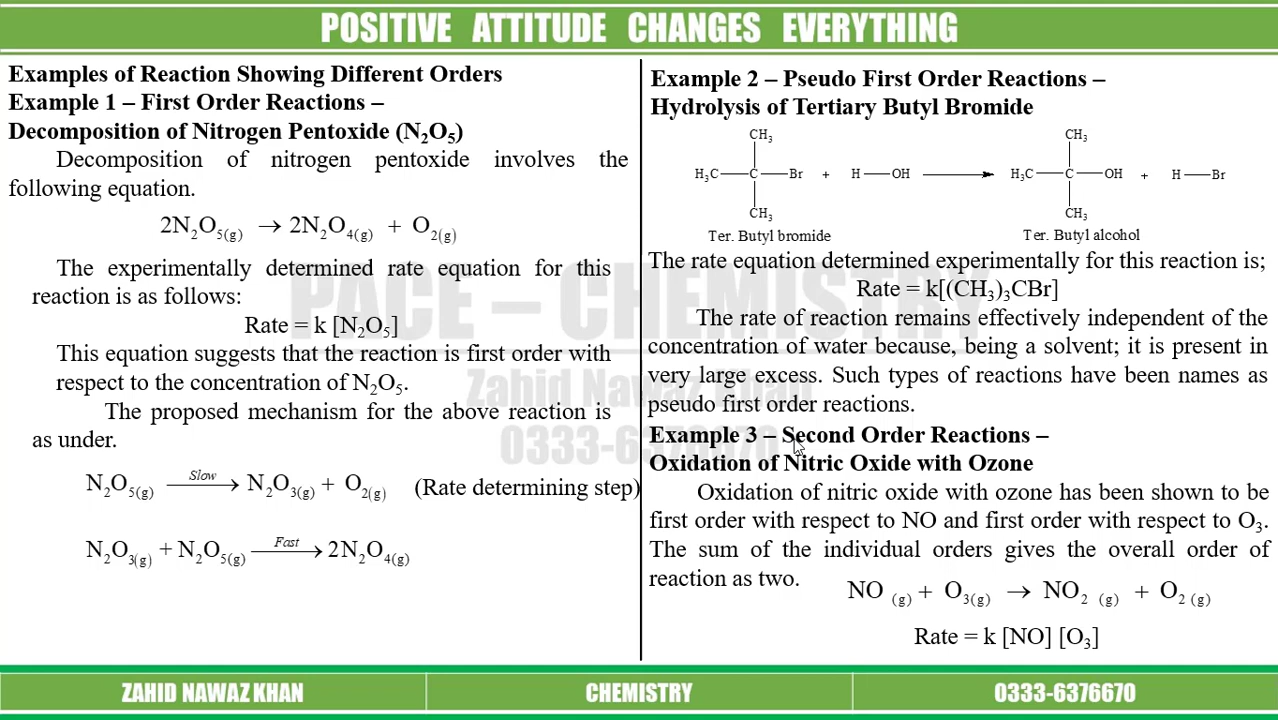 POSITIVE ATTITUDE CHANGES EVERYTHING
Examples of Reaction Showing Different Orders
Example 1 – First Order Reactions –
Decomposition of Nitrogen Pentoxide (N₂O₅)
Decomposition of nitrogen pentoxide involves the
following equation.
2N₂O₅(g) → 2N₂O₄(g) + O₂(g)
The experimentally determined rate equation for this
reaction is as follows:
Rate = k [N₂O₅]
This equation suggests that the reaction is first order with
respect to the concentration of N₂O₅.
The proposed mechanism for the above reaction is
as under.
Slow
N₂O₅(g) ⟶ N₂O₃(g) + O₂(g) (Rate determining step)
Fast
N₂O₃(g) + N₂O₅(g) ⟶ 2N₂O₄(g)
Example 2 – Pseudo First Order Reactions –
Hydrolysis of Tertiary Butyl Bromide
CH₃ CH₃
H₃C—C—Br + H—OH ⟶ H₃C—C—OH + H—Br
CH₃ CH₃
Ter. Butyl bromide Ter. Butyl alcohol
The rate equation determined experimentally for this reaction is;
Rate = k[(CH₃)₃CBr]
The rate of reaction remains effectively independent of the
concentration of water because, being a solvent; it is present in
very large excess. Such types of reactions have been names as
pseudo first order reactions.
Example 3 – Second Order Reactions –
Oxidation of Nitric Oxide with Ozone
Oxidation of nitric oxide with ozone has been shown to be
first order with respect to NO and first order with respect to O₃.
The sum of the individual orders gives the overall order of
reaction as two.
NO (g) + O₃(g) → NO₂ (g) + O₂ (g)
Rate = k [NO] [O₃]
PACE – CHEMISTRY
Zahid Nawaz Khan
0333-6376670
ZAHID NAWAZ KHAN
CHEMISTRY
0333-6376670